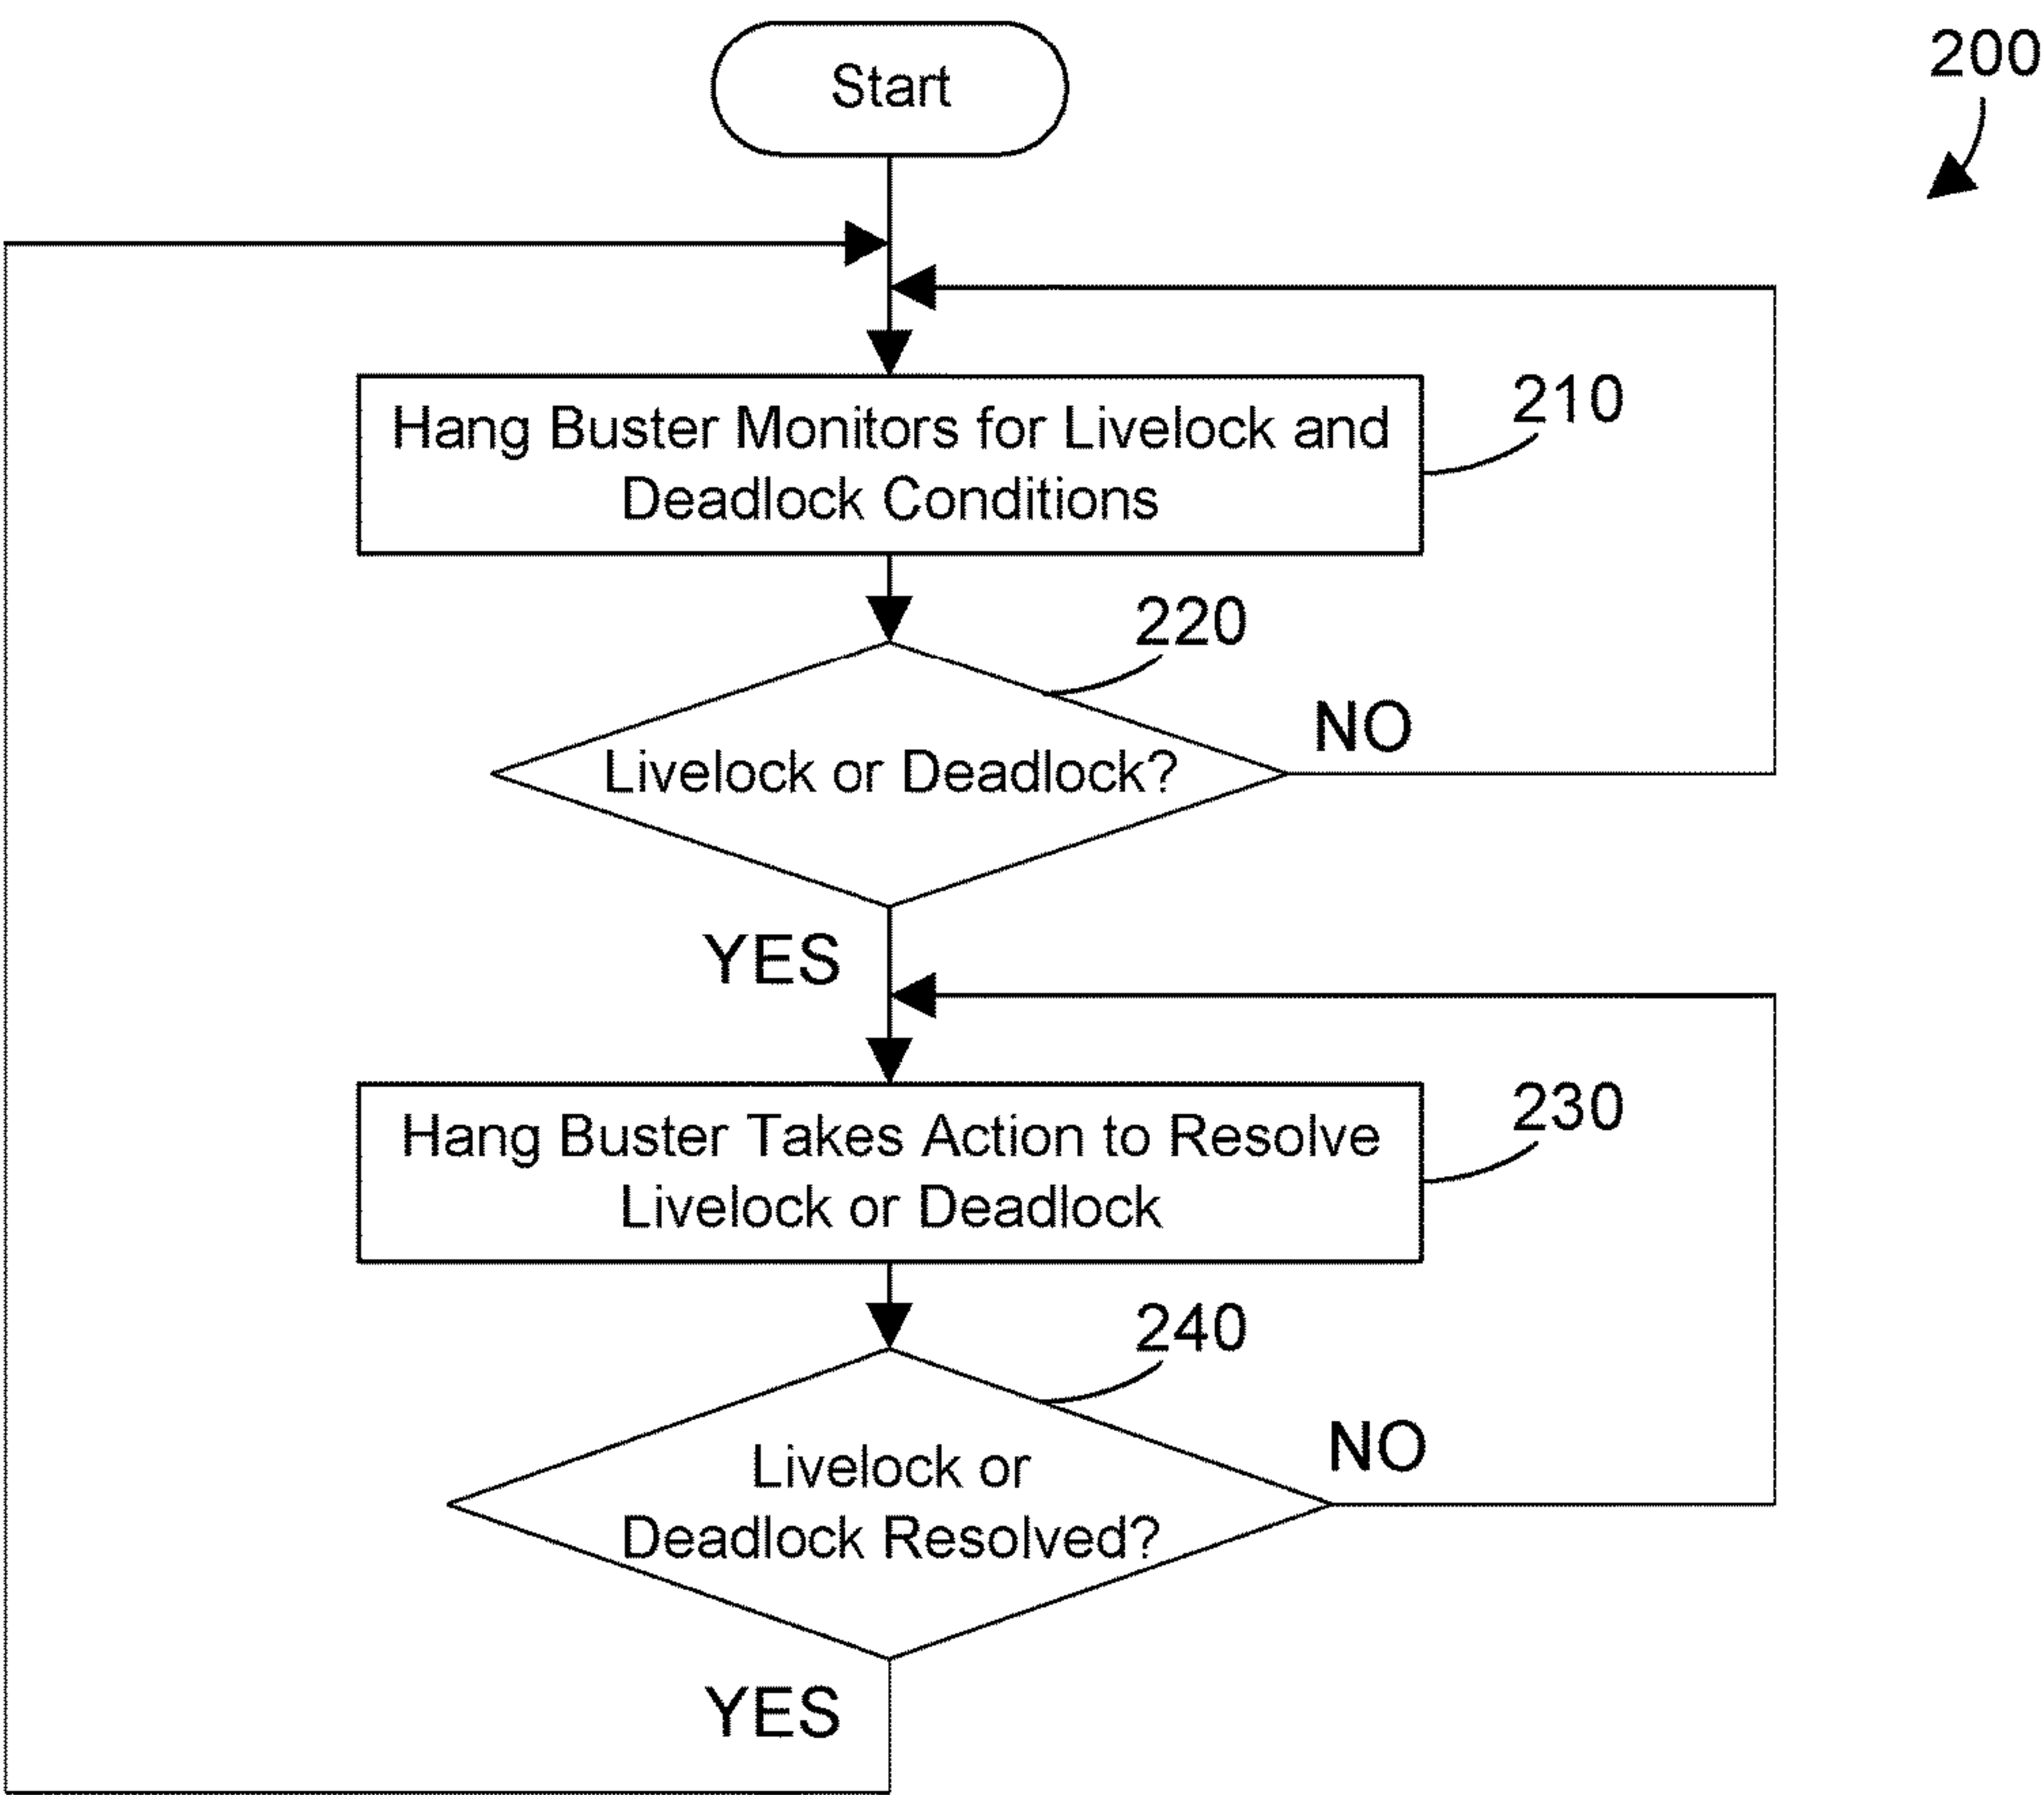 Start
200
Hang Buster Monitors for Livelock and
Deadlock Conditions
210
220
Livelock or Deadlock?
NO
YES
Hang Buster Takes Action to Resolve
Livelock or Deadlock
230
240
Livelock or
Deadlock Resolved?
NO
YES